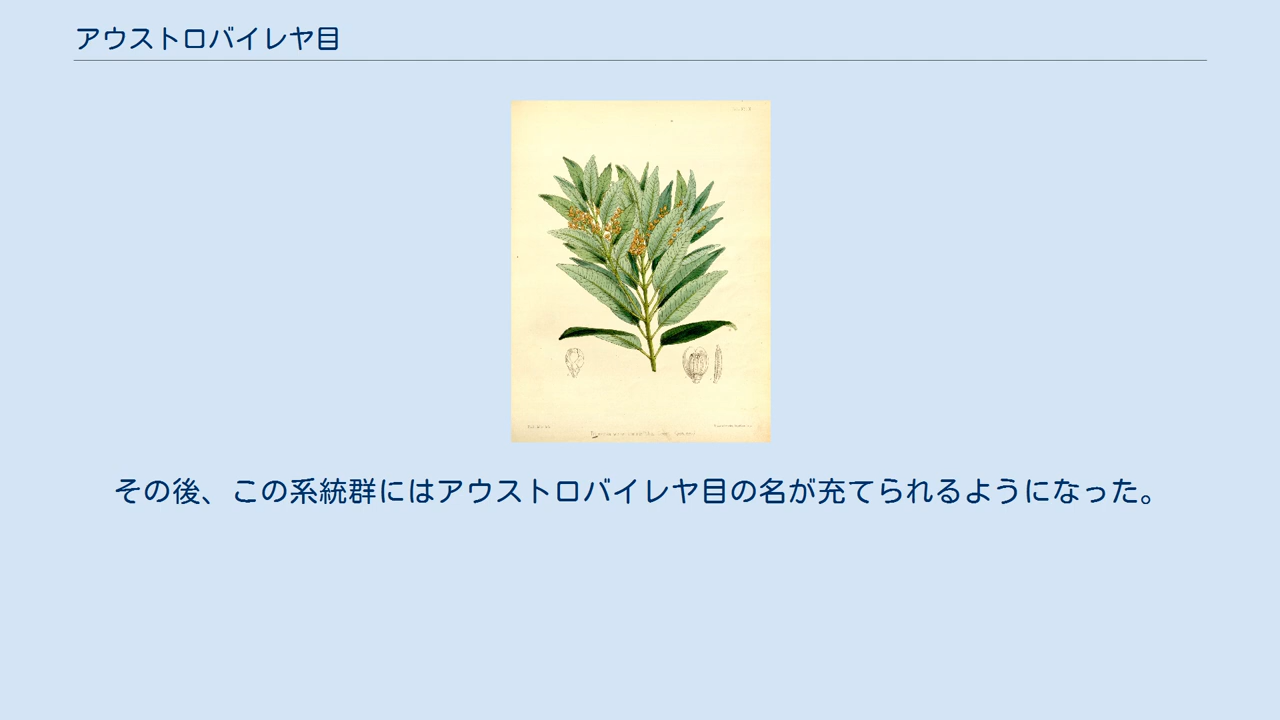 アウストロバイレヤ目
その後、この系統群にはアウストロバイレヤ目の名が充てられるようになった。